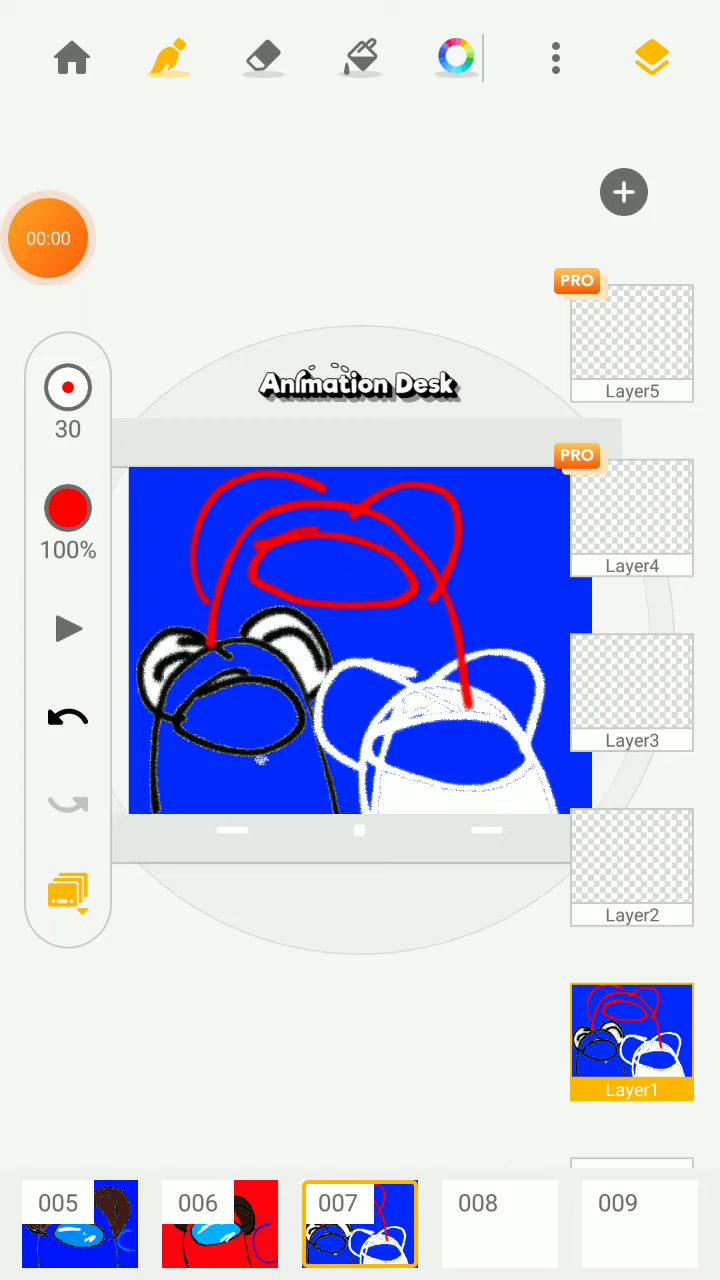 00:00
PRO
Layer5
Animation Desk
30
PRO
Layer4
100%
Layer3
Layer2
Layer1
005
006
007
008
009